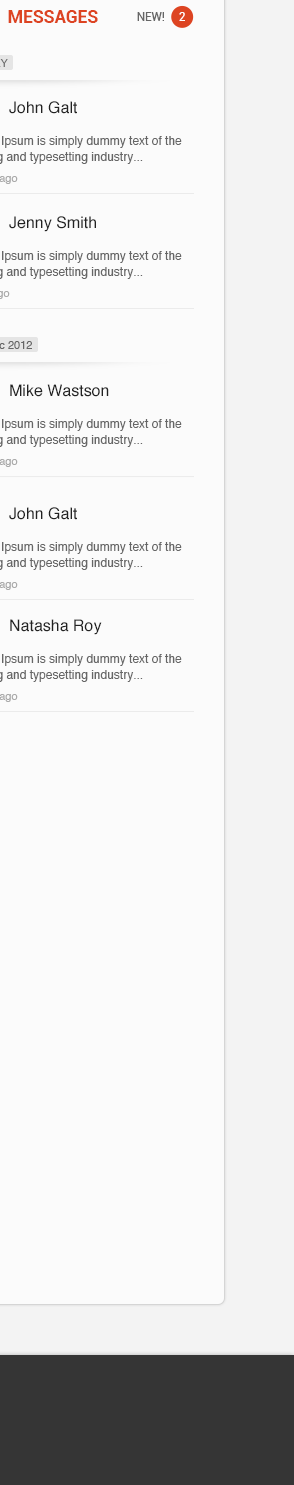 MESSAGES NEW! 2
Y
John Galt
Ipsum is simply dummy text of the
g and typesetting industry...
ago
Jenny Smith
Ipsum is simply dummy text of the
g and typesetting industry...
go
c 2012
Mike Wastson
Ipsum is simply dummy text of the
g and typesetting industry...
ago
John Galt
Ipsum is simply dummy text of the
g and typesetting industry...
ago
Natasha Roy
Ipsum is simply dummy text of the
g and typesetting industry...
ago